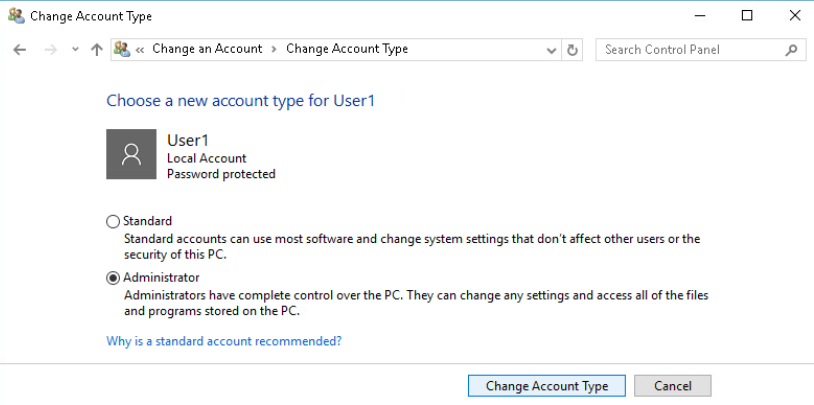 Change Account Type
« Change an Account > Change Account Type
Search Control Panel
Choose a new account type for User1
User1
Local Account
Password protected
Standard
Standard accounts can use most software and change system settings that don't affect other users or the
security of this PC.
Administrator
Administrators have complete control over the PC. They can change any settings and access all of the files
and programs stored on the PC.
Why is a standard account recommended?
Change Account Type
Cancel